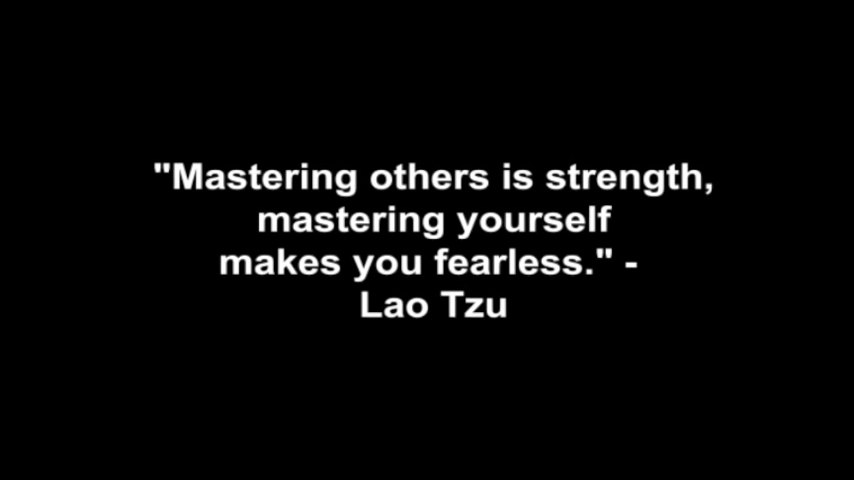 "Mastering others is strength,
mastering yourself
makes you fearless." -
Lao Tzu